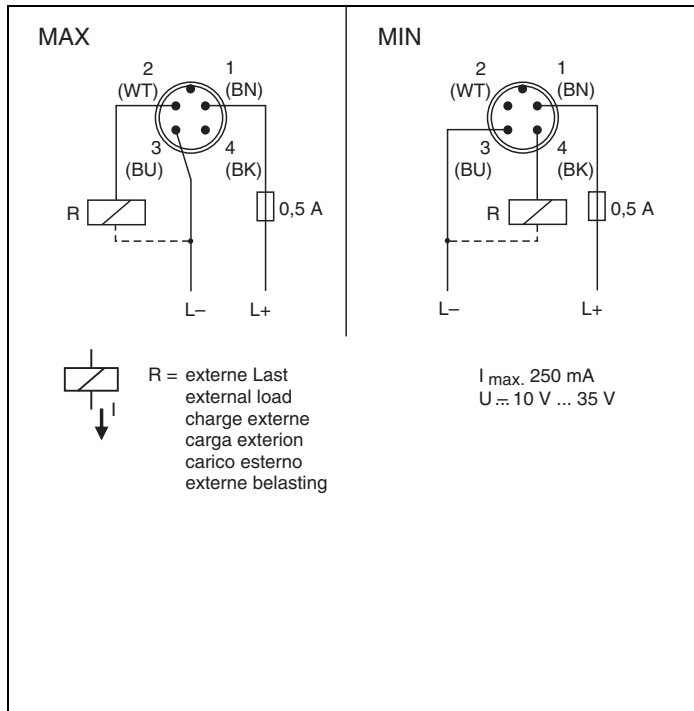 MAX
2
(WT)
1
(BN)
3
(BU)
4
(BK)
R
0,5 A
L–
L+
MIN
2
(WT)
1
(BN)
3
(BU)
4
(BK)
R
0,5 A
L–
L+
I
R = externe Last
external load
charge externe
carga exterion
carico esterno
externe belasting
I max. 250 mA
U ⎓ 10 V ... 35 V